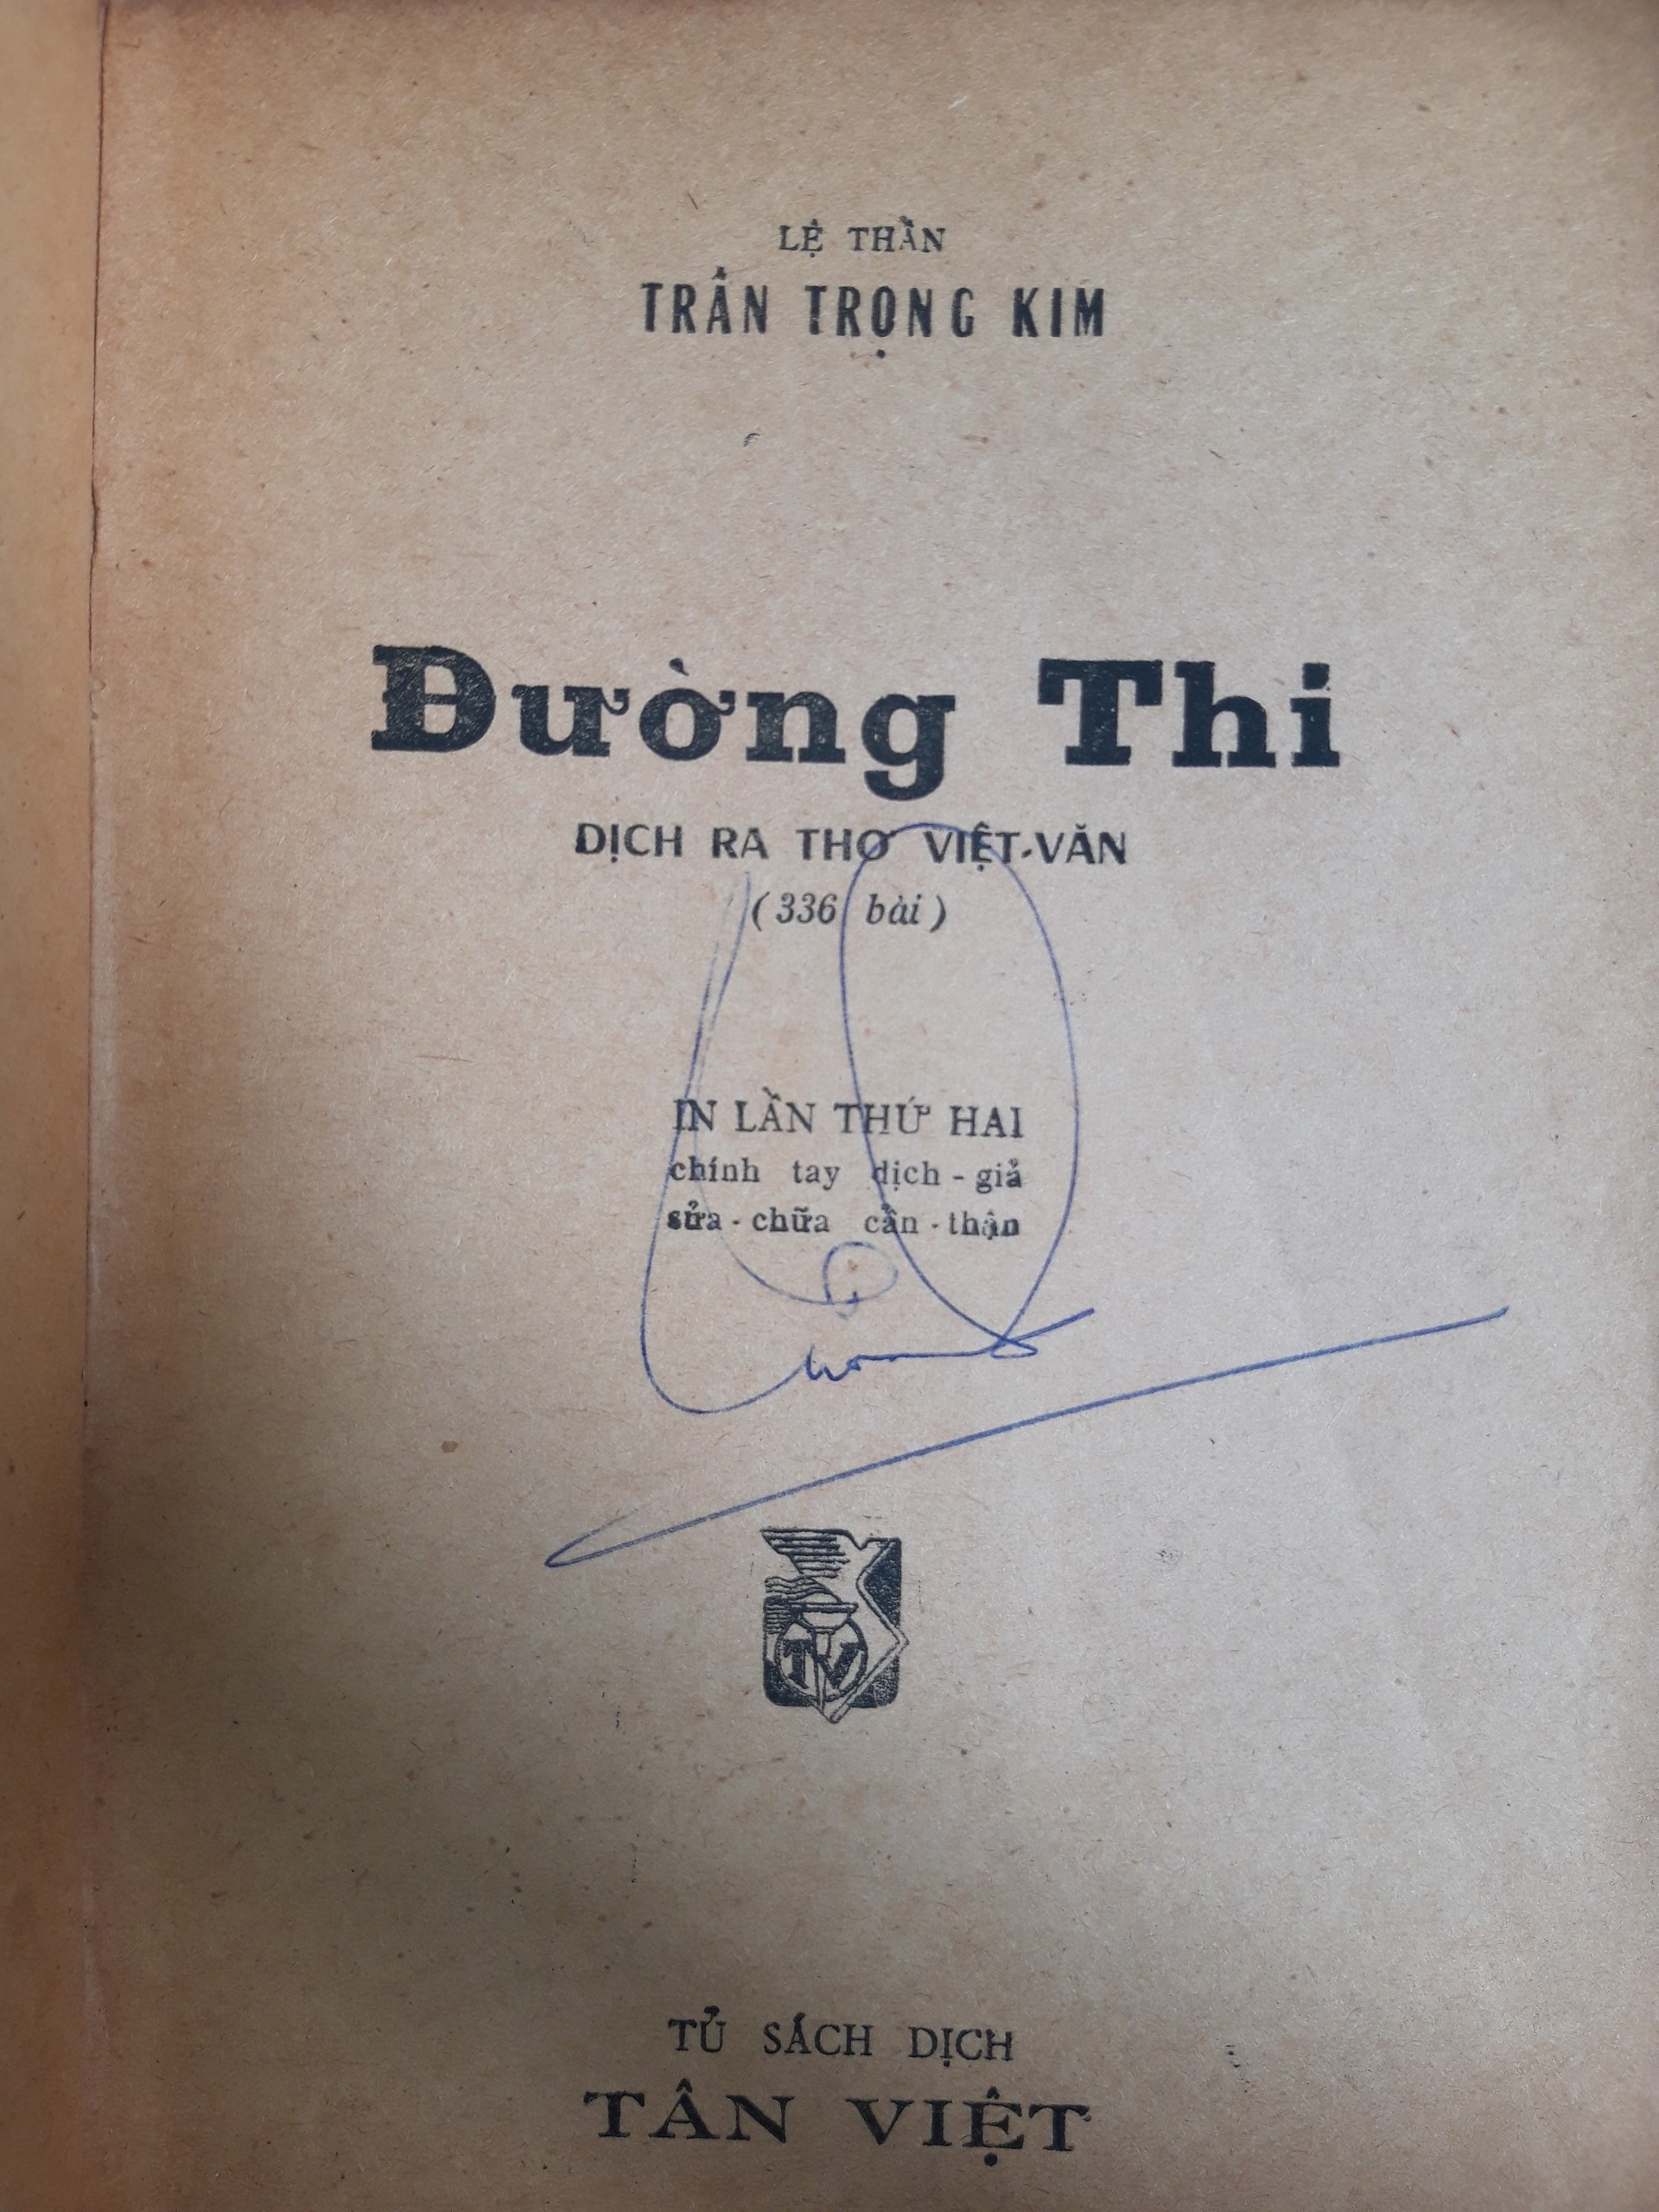 LỆ THẦN
TRẦN TRỌNG KIM
Đường Thi
DỊCH RA THƠ VIỆT-VĂN
(336 bài)
IN LẦN THỨ HAI
chính tay dịch-giả
sửa-chữa cẩn-thận
TV
TỦ SÁCH DỊCH
TÂN VIỆT